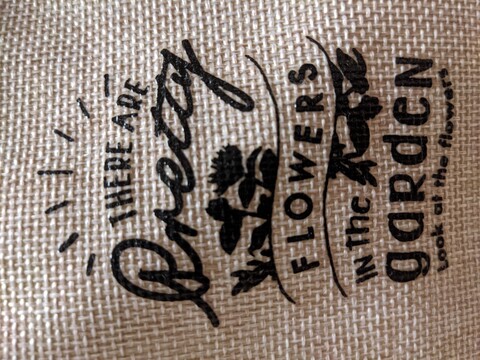 THERE ARE
Pretty
FLOWERS
IN The
garden
Look at the flowers